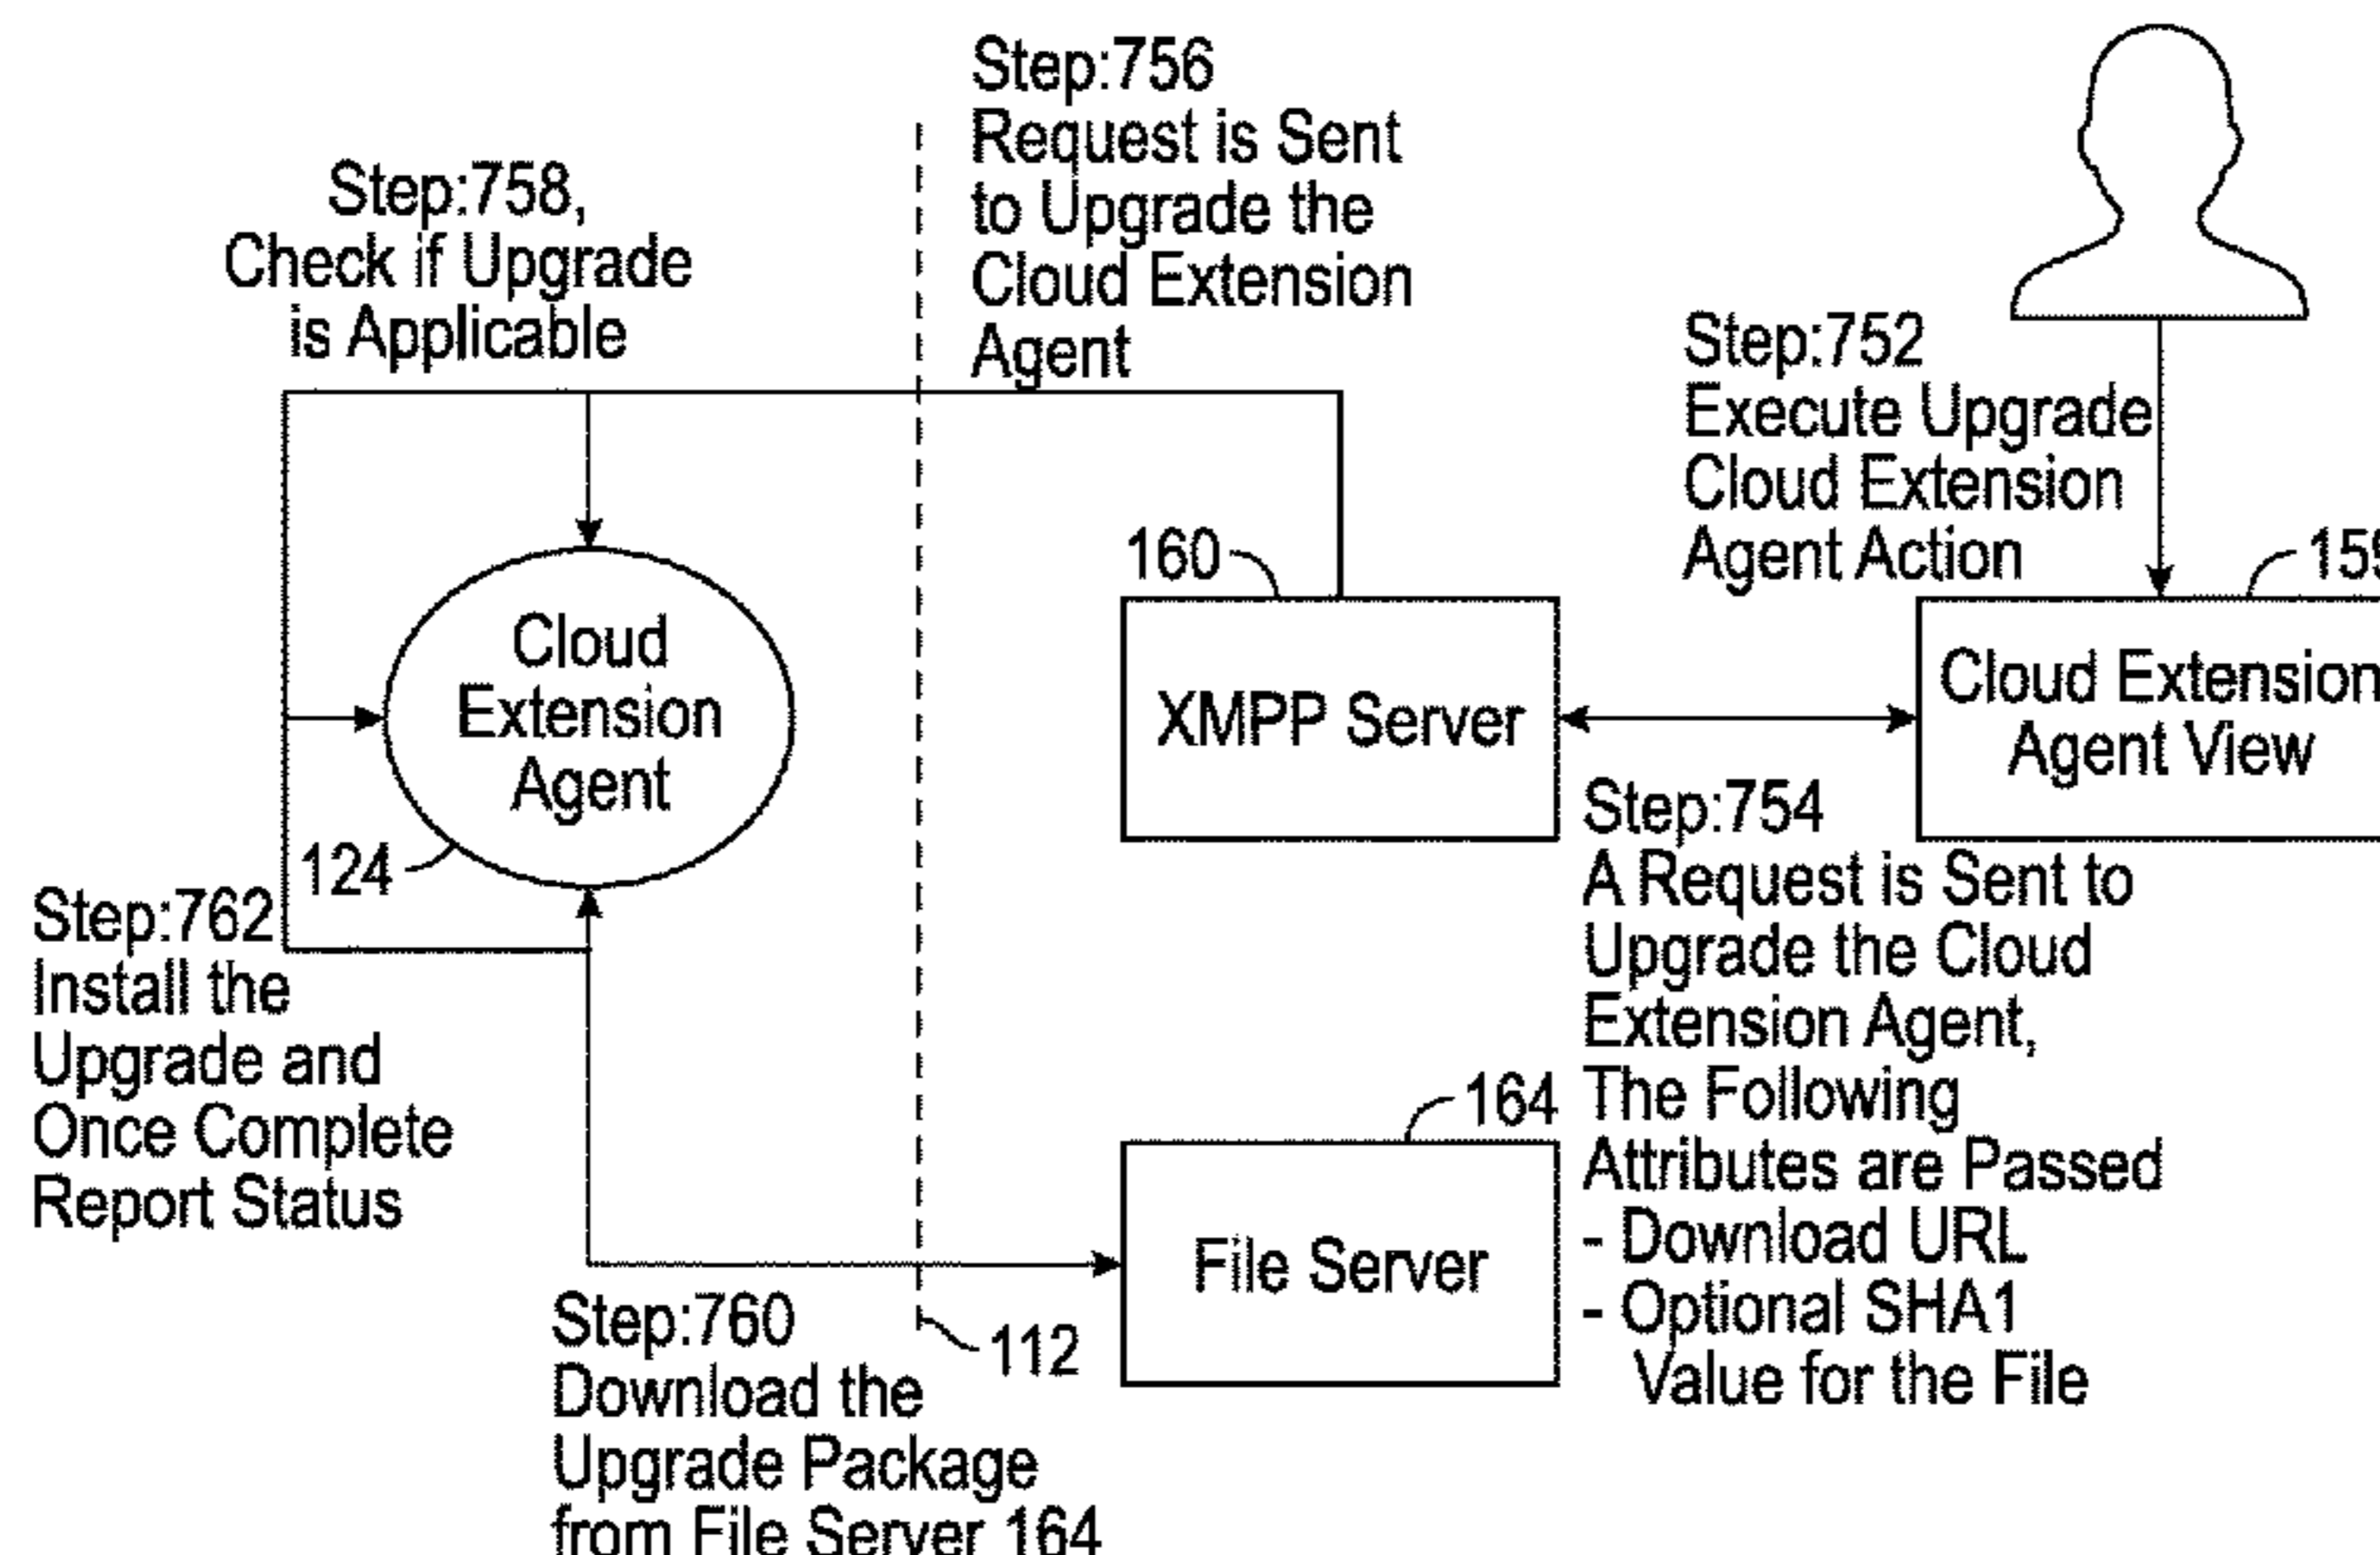 Step:756
Request is Sent
to Upgrade the
Cloud Extension
Agent
Step:758,
Check if Upgrade
is Applicable
Step:752
Execute Upgrade
Cloud Extension
Agent Action
160
Cloud
Extension
Agent
XMPP Server
Cloud Extension
Agent View
124
Step:754
A Request is Sent to
Upgrade the Cloud
Extension Agent,
The Following
Attributes are Passed
- Download URL
- Optional SHA1
Value for the File
Step:762
Install the
Upgrade and
Once Complete
Report Status
164
File Server
Step:760
Download the
Upgrade Package
from File Server 164
112